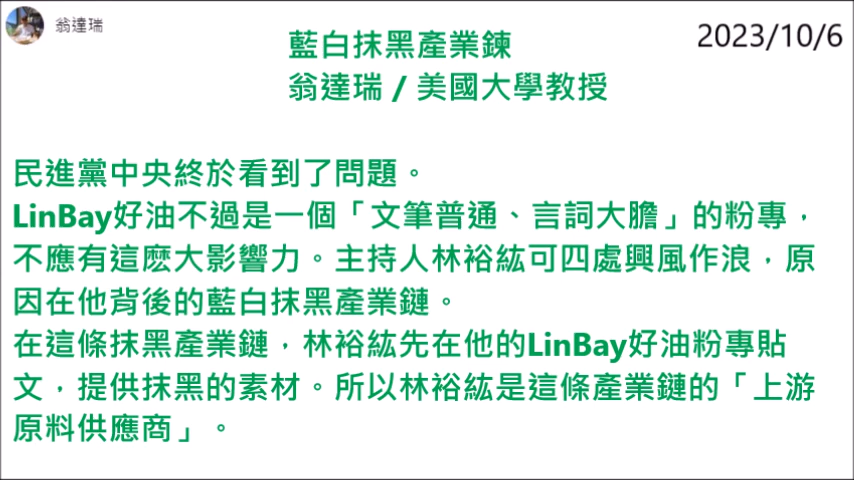 翁達瑞
2023/10/6
藍白抹黑產業鍊
翁達瑞 / 美國大學教授
民進黨中央終於看到了問題。
LinBay好油不過是一個「文筆普通、言詞大膽」的粉專，
不應有這麽大影響力。主持人林裕紘可四處興風作浪，原
因在他背後的藍白抹黑產業鏈。
在這條抹黑產業鏈，林裕紘先在他的LinBay好油粉專貼
文，提供抹黑的素材。所以林裕紘是這條產業鏈的「上游
原料供應商」。